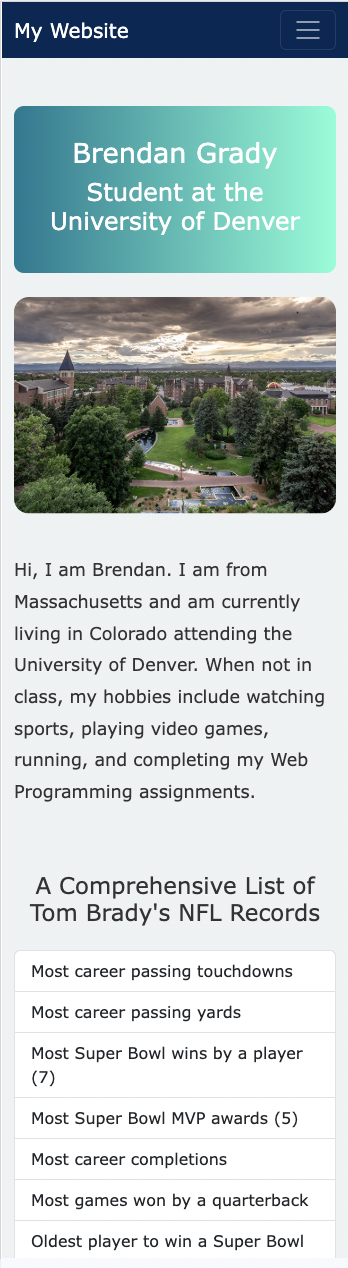 My Website
Brendan Grady
Student at the
University of Denver
Hi, I am Brendan. I am from
Massachusetts and am currently
living in Colorado attending the
University of Denver. When not in
class, my hobbies include watching
sports, playing video games,
running, and completing my Web
Programming assignments.
A Comprehensive List of
Tom Brady's NFL Records
Most career passing touchdowns
Most career passing yards
Most Super Bowl wins by a player
(7)
Most Super Bowl MVP awards (5)
Most career completions
Most games won by a quarterback
Oldest player to win a Super Bowl